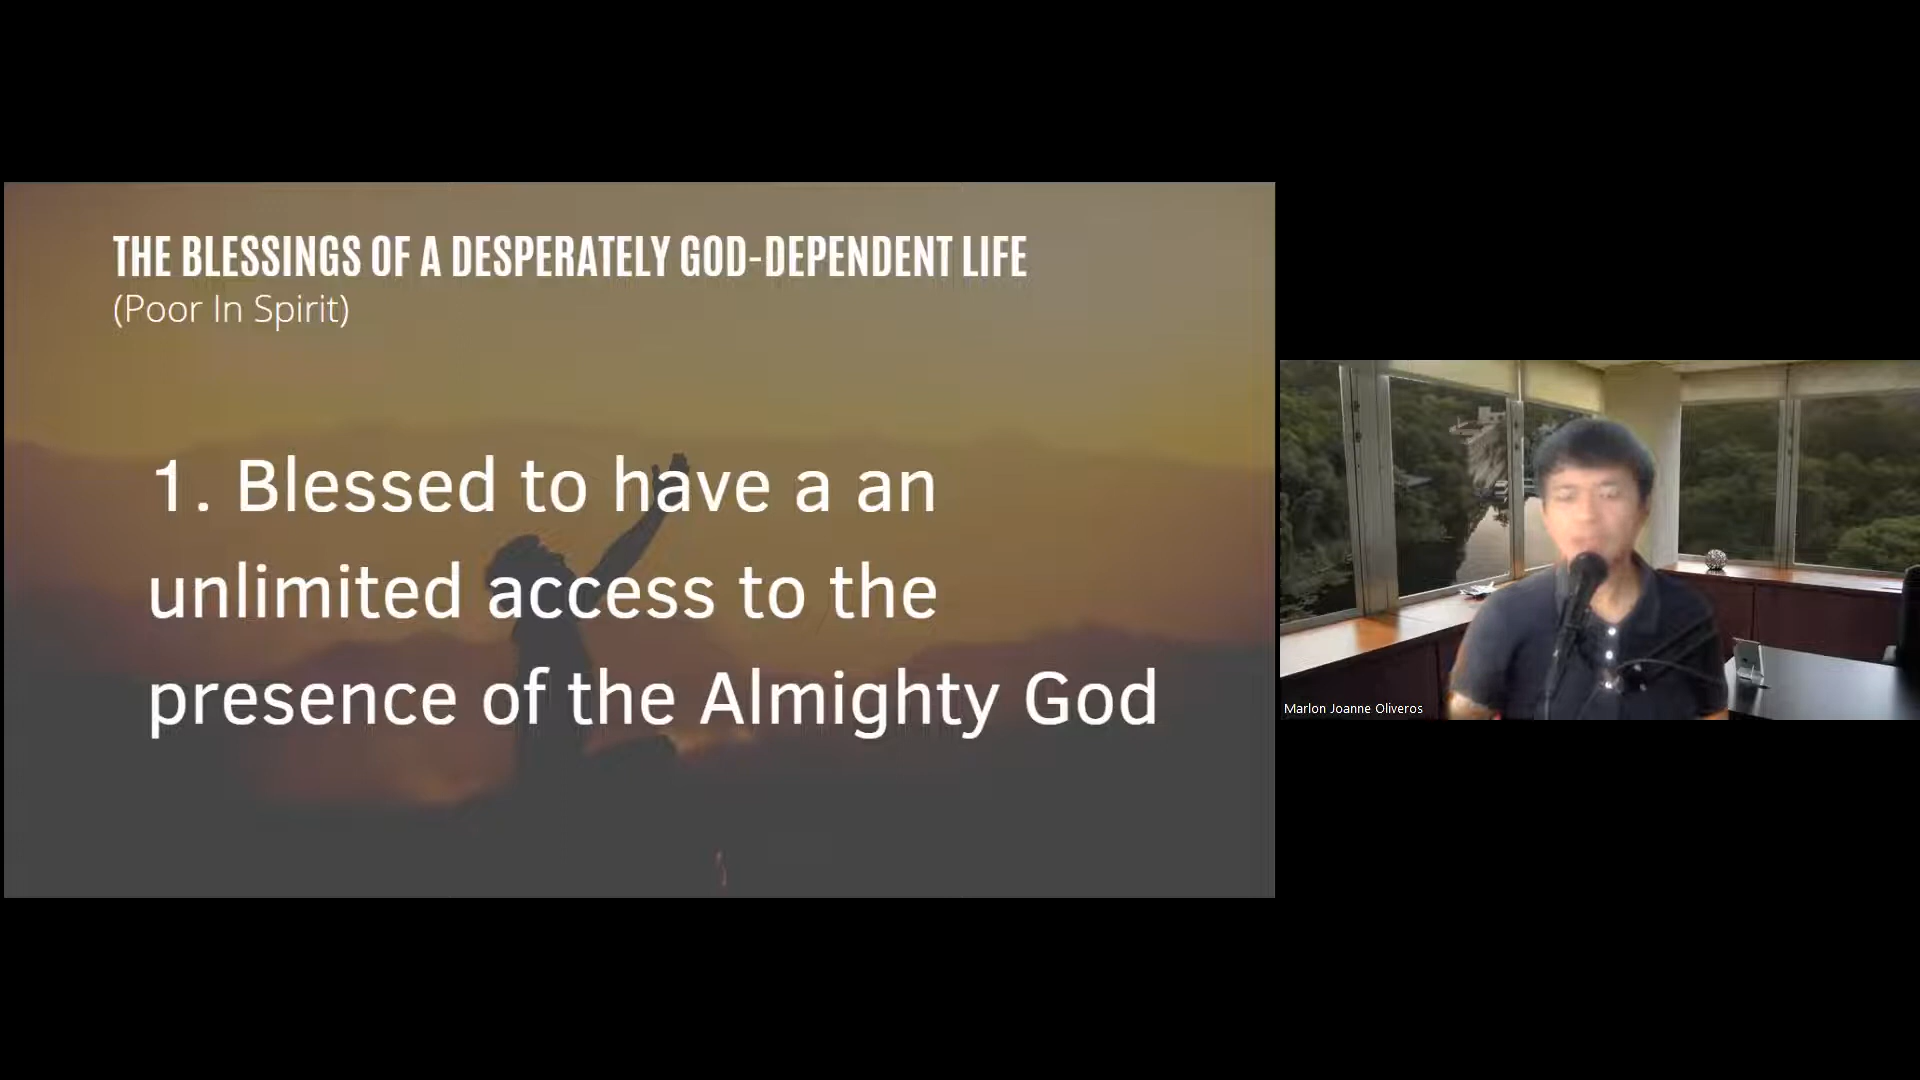 THE BLESSINGS OF A DESPERATELY GOD-DEPENDENT LIFE
(Poor In Spirit)
1. Blessed to have a an
unlimited access to the
presence of the Almighty God
Marlon Joanne Oliveros